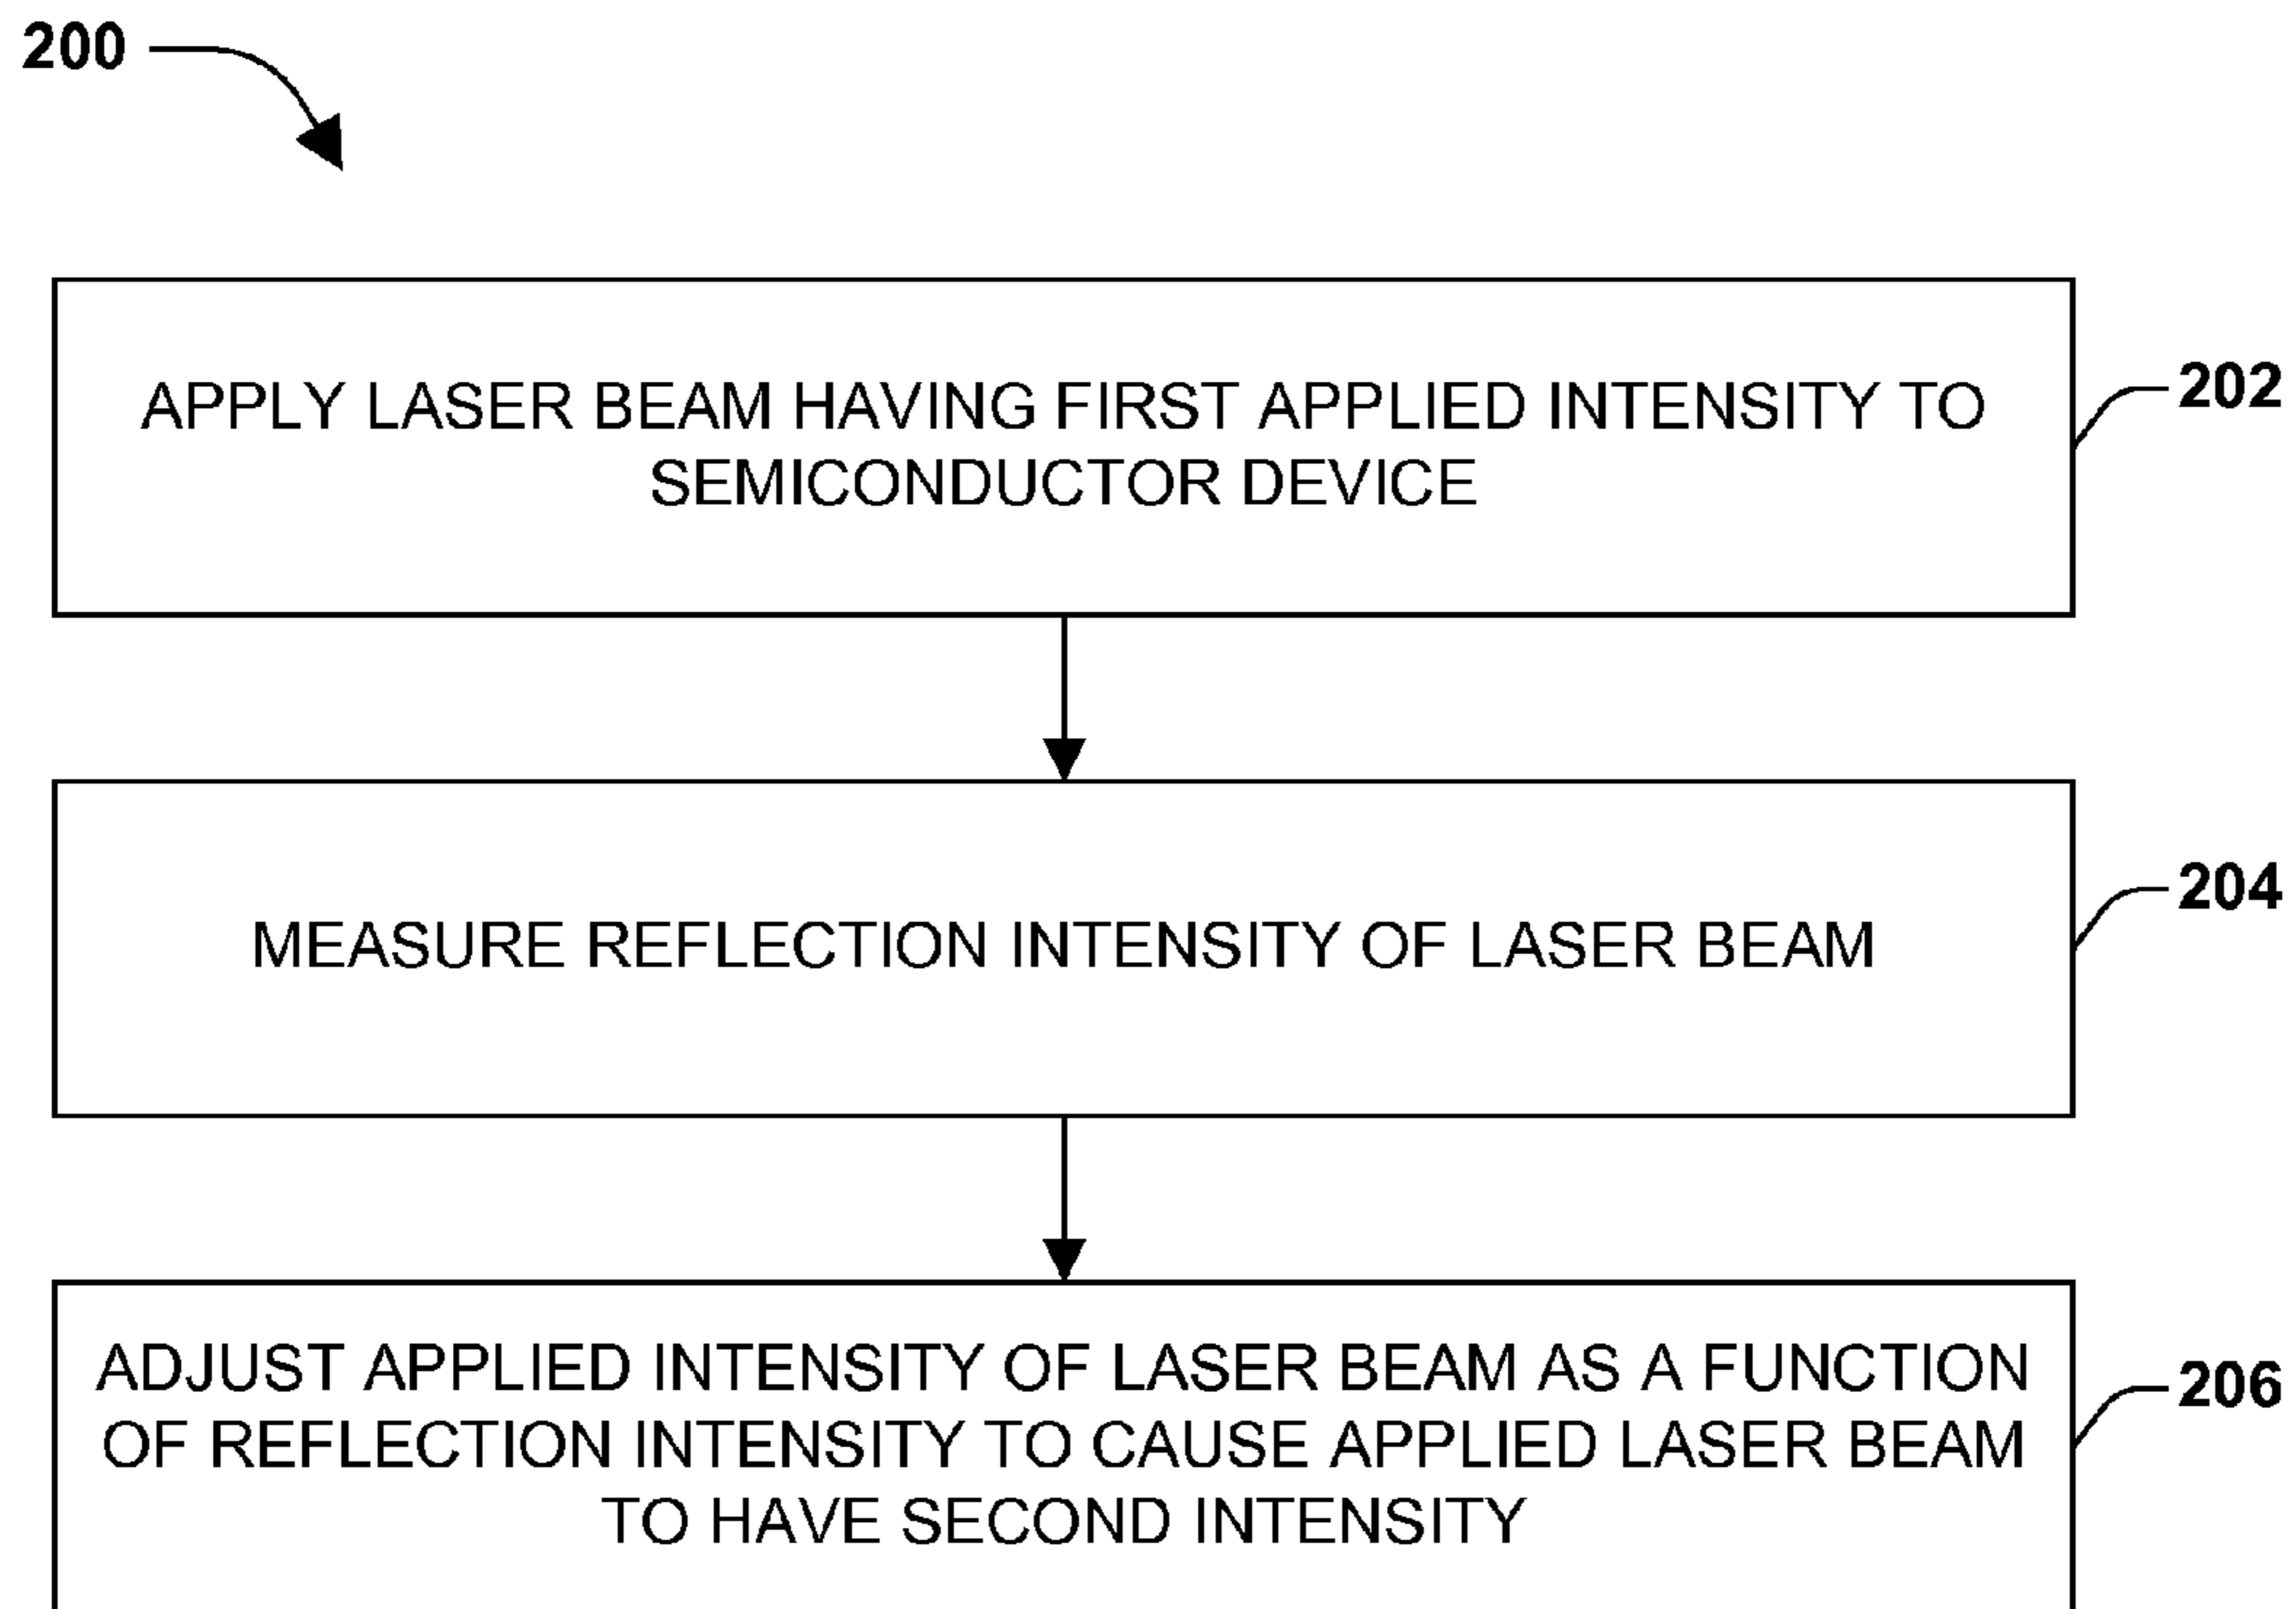 200
APPLY LASER BEAM HAVING FIRST APPLIED INTENSITY TO
SEMICONDUCTOR DEVICE
202
MEASURE REFLECTION INTENSITY OF LASER BEAM
204
ADJUST APPLIED INTENSITY OF LASER BEAM AS A FUNCTION
OF REFLECTION INTENSITY TO CAUSE APPLIED LASER BEAM
TO HAVE SECOND INTENSITY
206